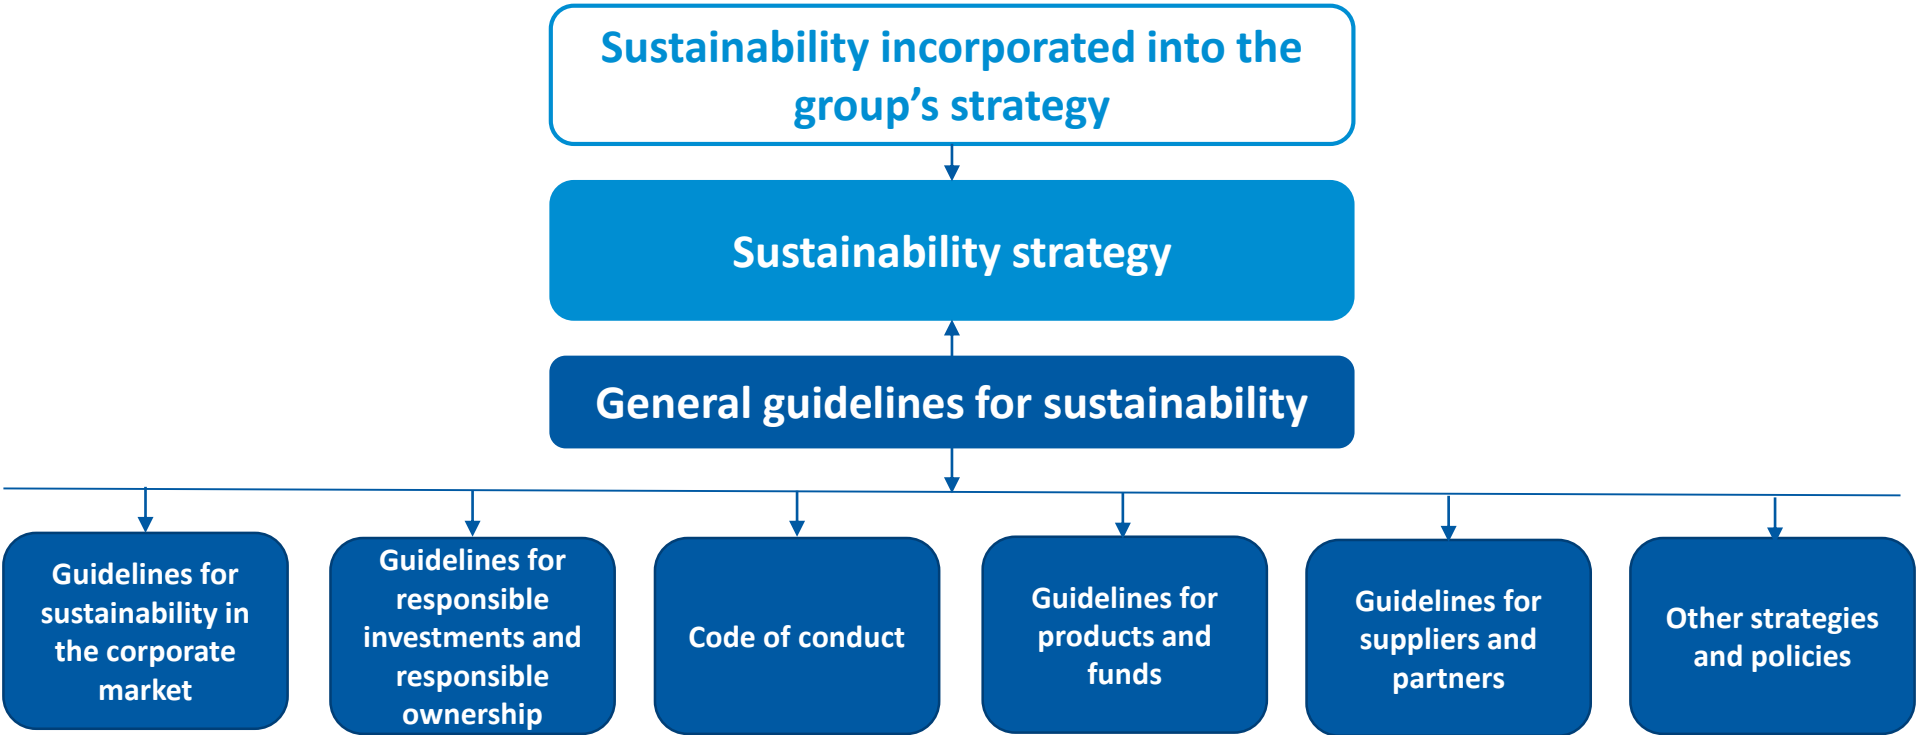 Sustainability incorporated into the
group’s strategy
Sustainability strategy
General guidelines for sustainability
Guidelines for
sustainability in
the corporate
market
Guidelines for
responsible
investments and
responsible
ownership
Code of conduct
Guidelines for
products and
funds
Guidelines for
suppliers and
partners
Other strategies
and policies